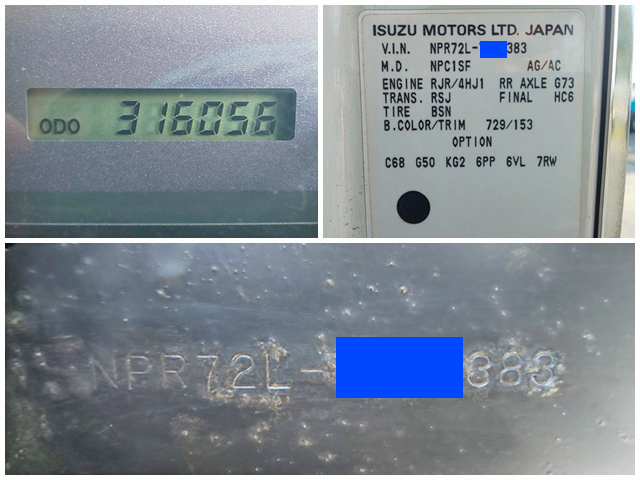 ODO 316056
ISUZU MOTORS LTD. JAPAN
V.I.N. NPR72L- 383
M.D. NPC1SF AG/AC
ENGINE RJR/4HJ1 RR AXLE G73
TRANS. RSJ FINAL HC6
TIRE BSN
B.COLOR/TRIM 729/153
OPTION
C68 G50 KG2 6PP 6VL 7RW
NPR72L- 383